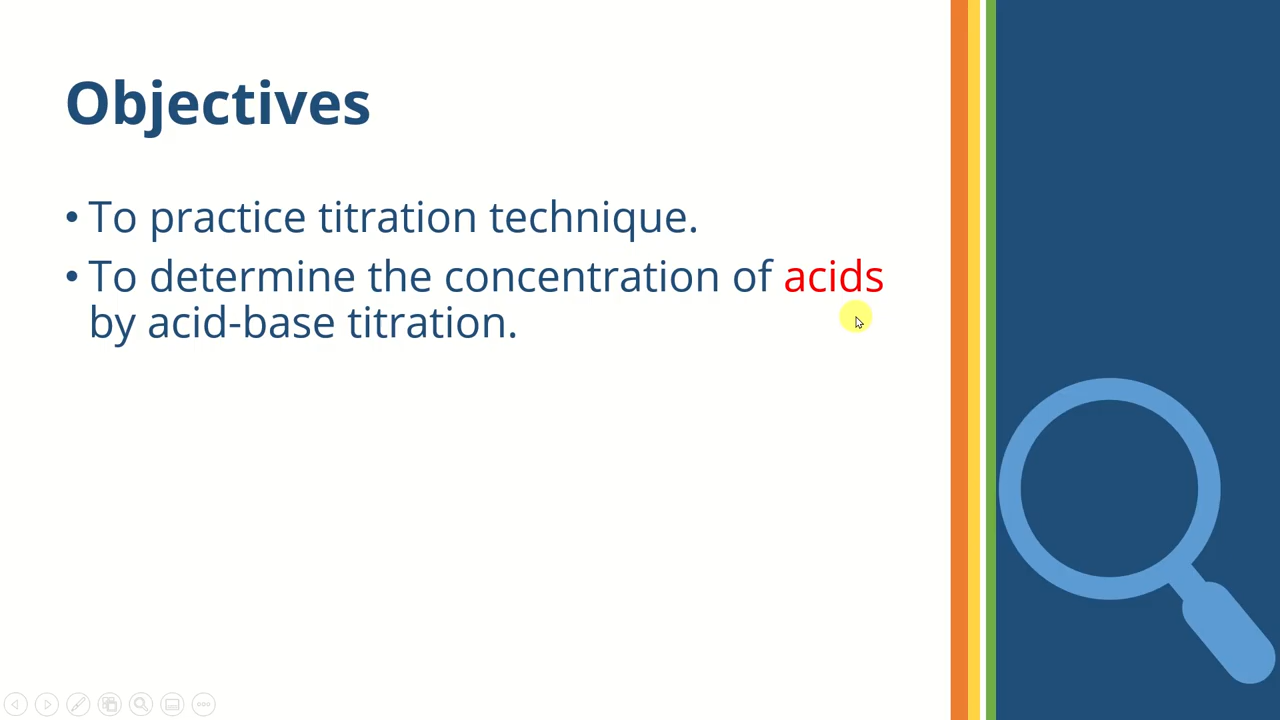 Objectives
• To practice titration technique.
• To determine the concentration of acids
by acid-base titration.